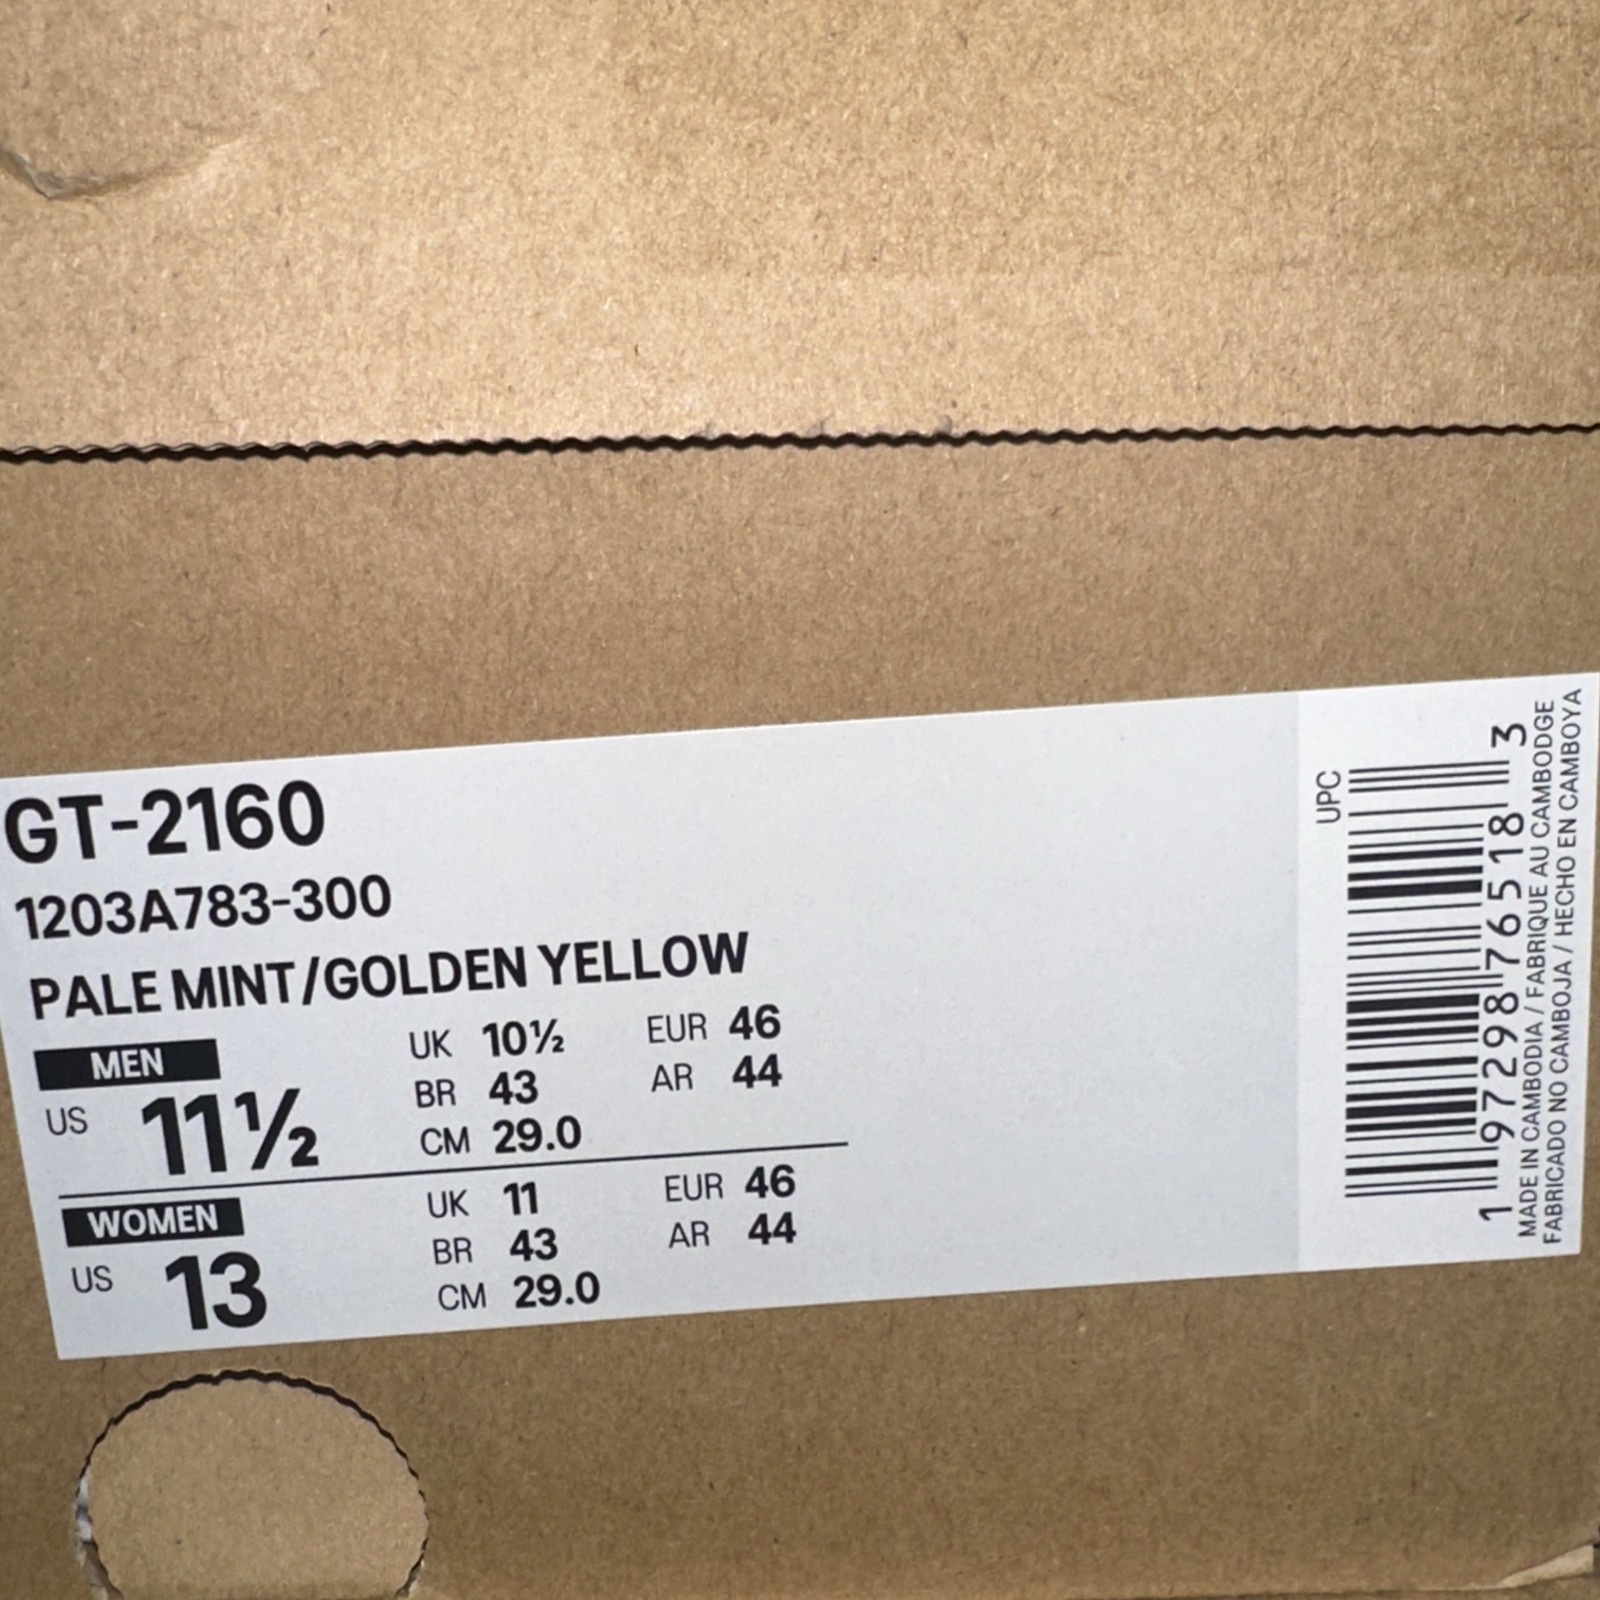 GT-2160
1203A783-300
PALE MINT/GOLDEN YELLOW
MEN
US 11½
UK 10½ EUR 46
BR 43 AR 44
CM 29.0
WOMEN
US 13
UK 11 EUR 46
BR 43 AR 44
CM 29.0
UPC
1 97298 76518 3
MADE IN CAMBODIA / FABRIQUE AU CAMBODGE
FABRICADO NO CAMBOJA / HECHO EN CAMBOYA